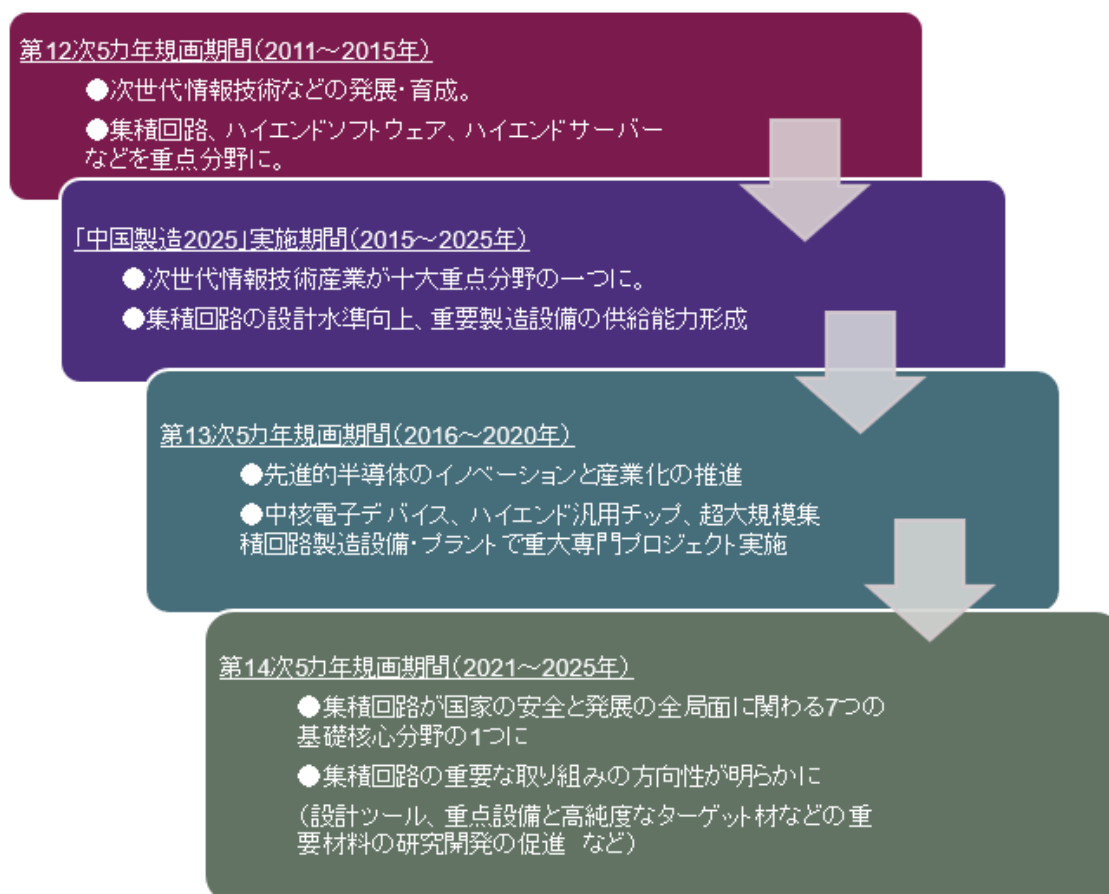 第12次5カ年規画期間(2011～2015年)
●次世代情報技術などの発展・育成。
●集積回路、ハイエンドソフトウェア、ハイエンドサーバー
などを重点分野に。
「中国製造2025」実施期間(2015～2025年)
●次世代情報技術産業が十大重点分野の一つに。
●集積回路の設計水準向上、重要製造設備の供給能力形成
第13次5カ年規画期間(2016～2020年)
●先進的半導体のイノベーションと産業化の推進
●中核電子デバイス、ハイエンド汎用チップ、超大規模集
積回路製造設備・プラントで重大専門プロジェクト実施
第14次5カ年規画期間(2021～2025年)
●集積回路が国家の安全と発展の全局面に関わる7つの
基礎核心分野の1つに
●集積回路の重要な取り組みの方向性が明らかに
(設計ツール、重点設備と高純度なターゲット材などの重
要材料の研究開発の促進 など)